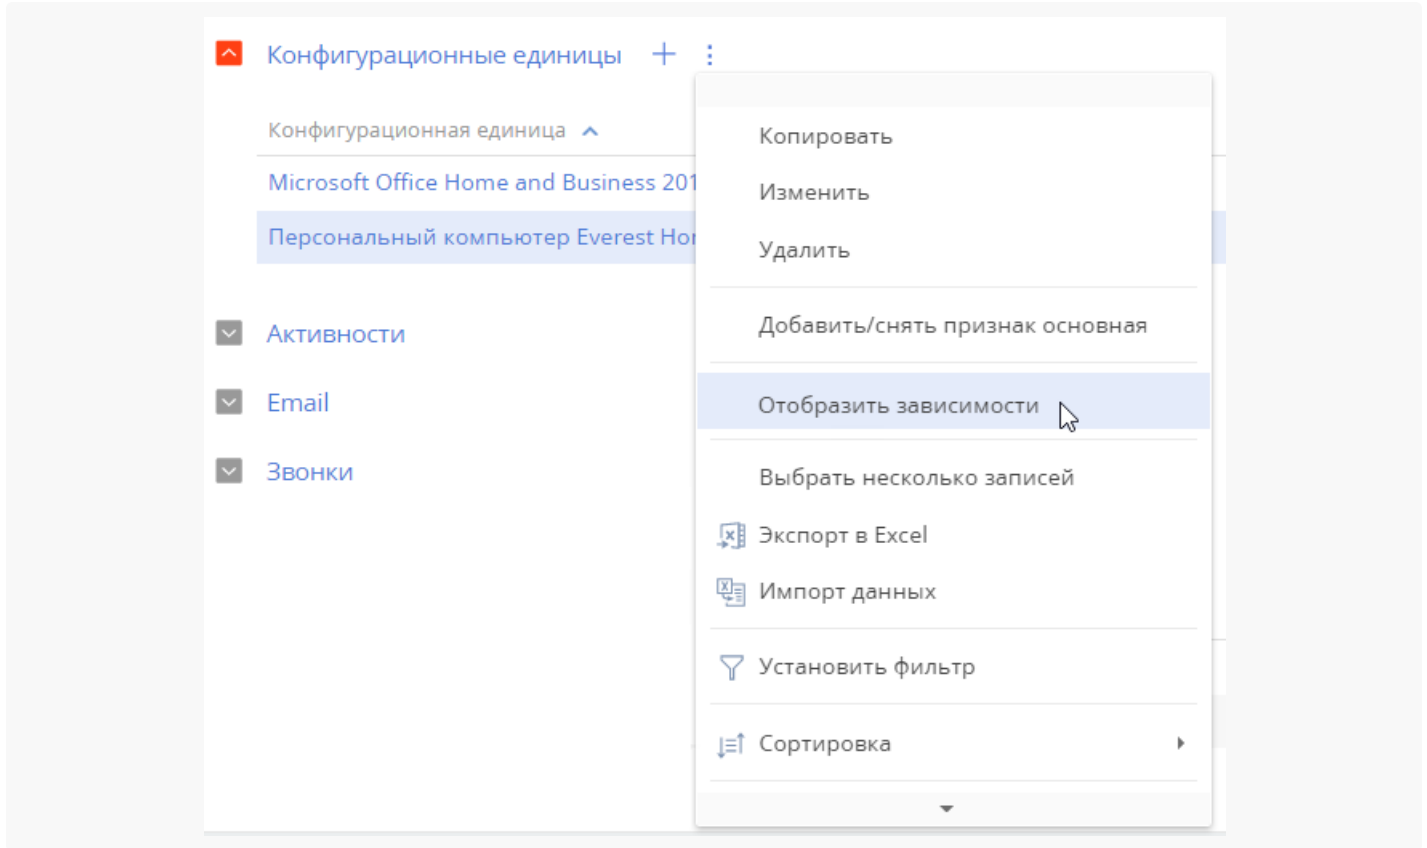 Конфигурационные единицы
Конфигурационная единица
Microsoft Office Home and Business 201
Персональный компьютер Everest Hor
Активности
Email
Звонки
Копировать
Изменить
Удалить
Добавить/снять признак основная
Отобразить зависимости
Выбрать несколько записей
Экспорт в Excel
Импорт данных
Установить фильтр
Сортировка